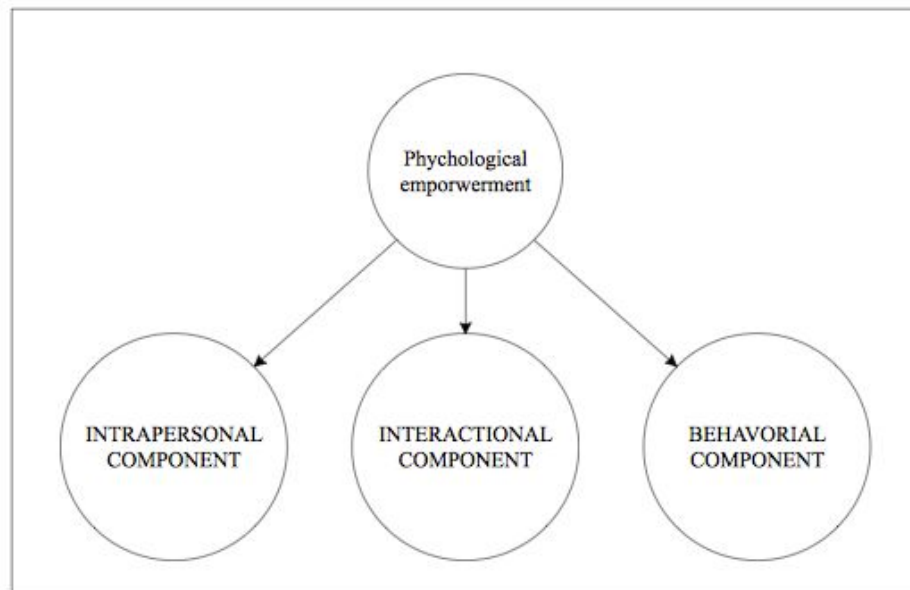 Phychological
emporwerment
INTRAPERSONAL
COMPONENT
INTERACTIONAL
COMPONENT
BEHAVORIAL
COMPONENT